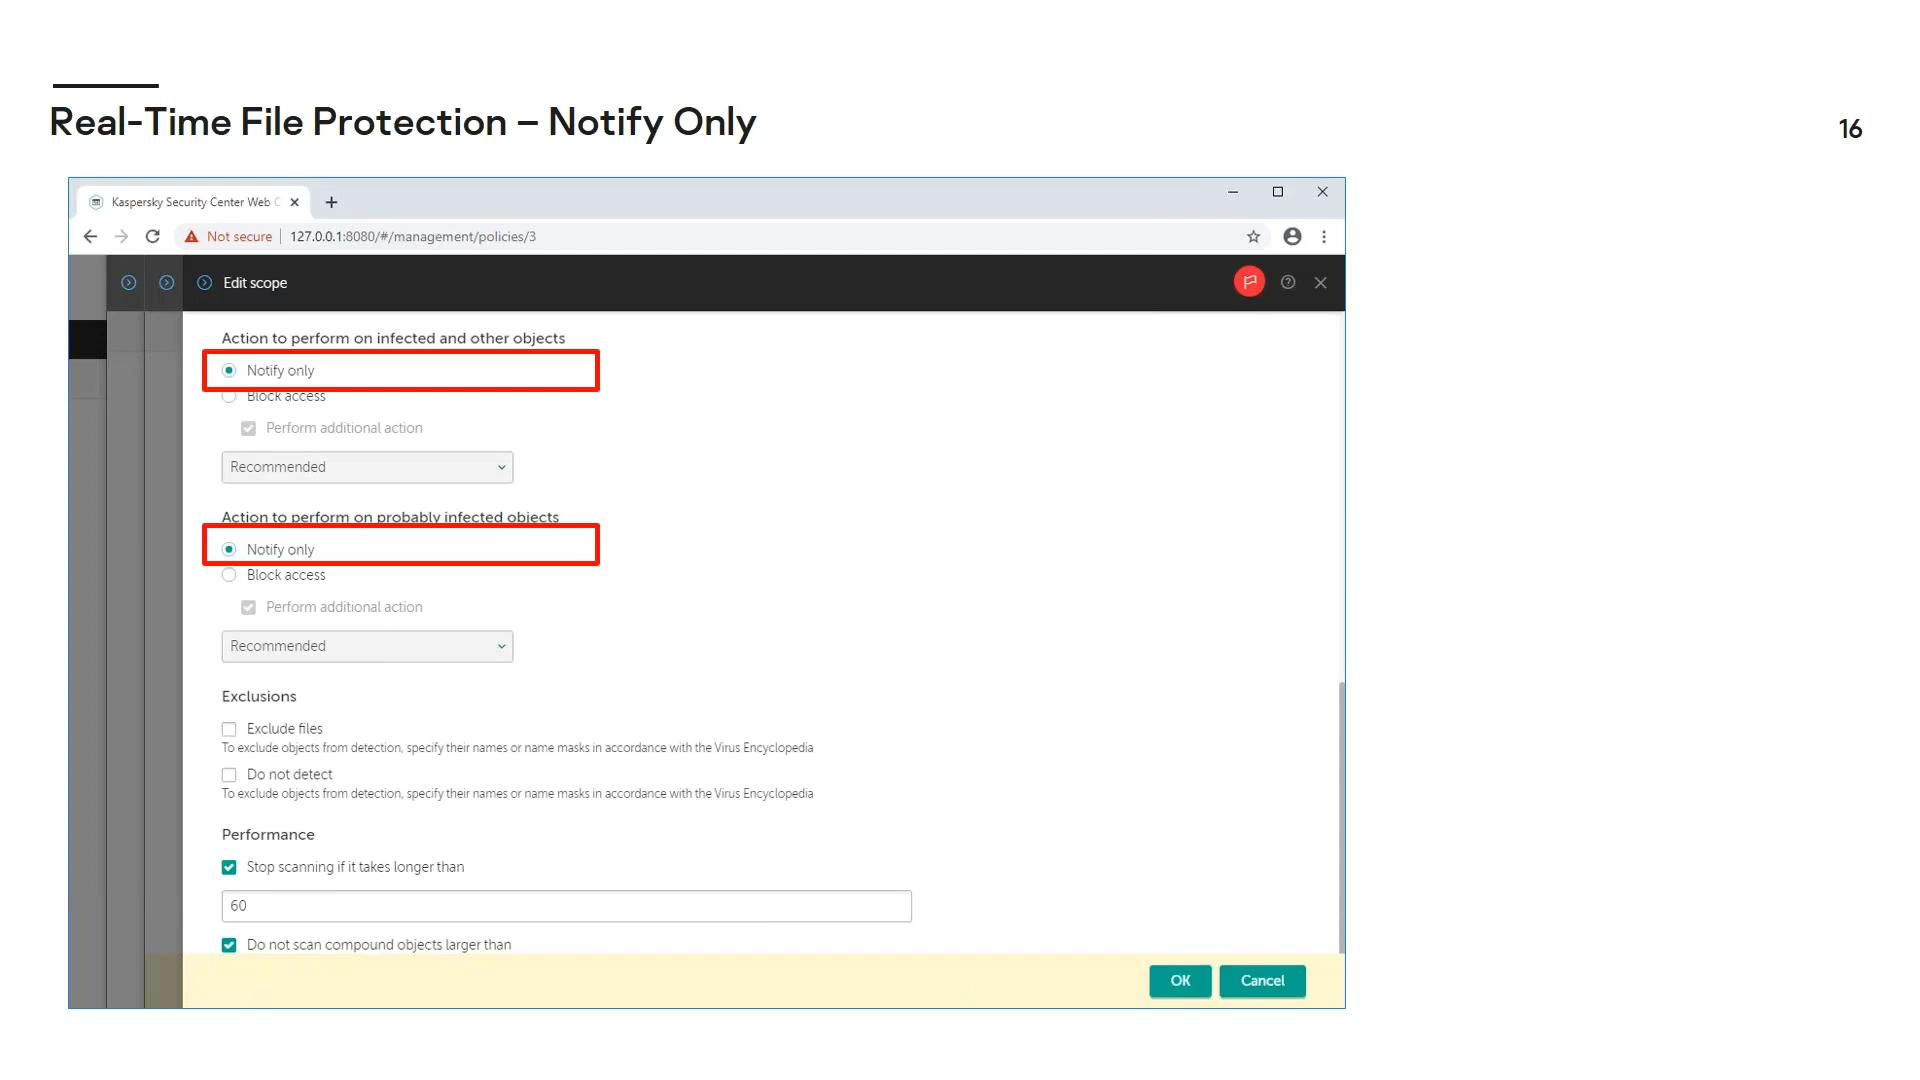 Real-Time File Protection – Notify Only
16
Kaspersky Security Center Web C
Not secure
127.0.0.1:8080/#/management/policies/3
Edit scope
Action to perform on infected and other objects
Notify only
Block access
Perform additional action
Recommended
Action to perform on probably infected objects
Notify only
Block access
Perform additional action
Recommended
Exclusions
Exclude files
To exclude objects from detection, specify their names or name masks in accordance with the Virus Encyclopedia
Do not detect
To exclude objects from detection, specify their names or name masks in accordance with the Virus Encyclopedia
Performance
Stop scanning if it takes longer than
60
Do not scan compound objects larger than
OK
Cancel